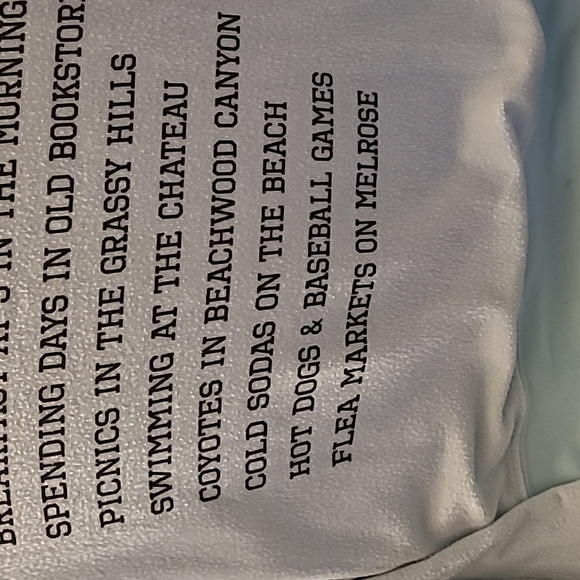 IN THE MORNING
SPENDING DAYS IN OLD
PICNICS IN THE GRASSY HILLS
SWIMMING AT THE CHATEAU
COYOTES IN BEACHWOOD CANYON
COLD SODAS ON THE BEACH
HOT DOGS & BASEBALL GAMES
FLEA MARKETS ON MELROSE